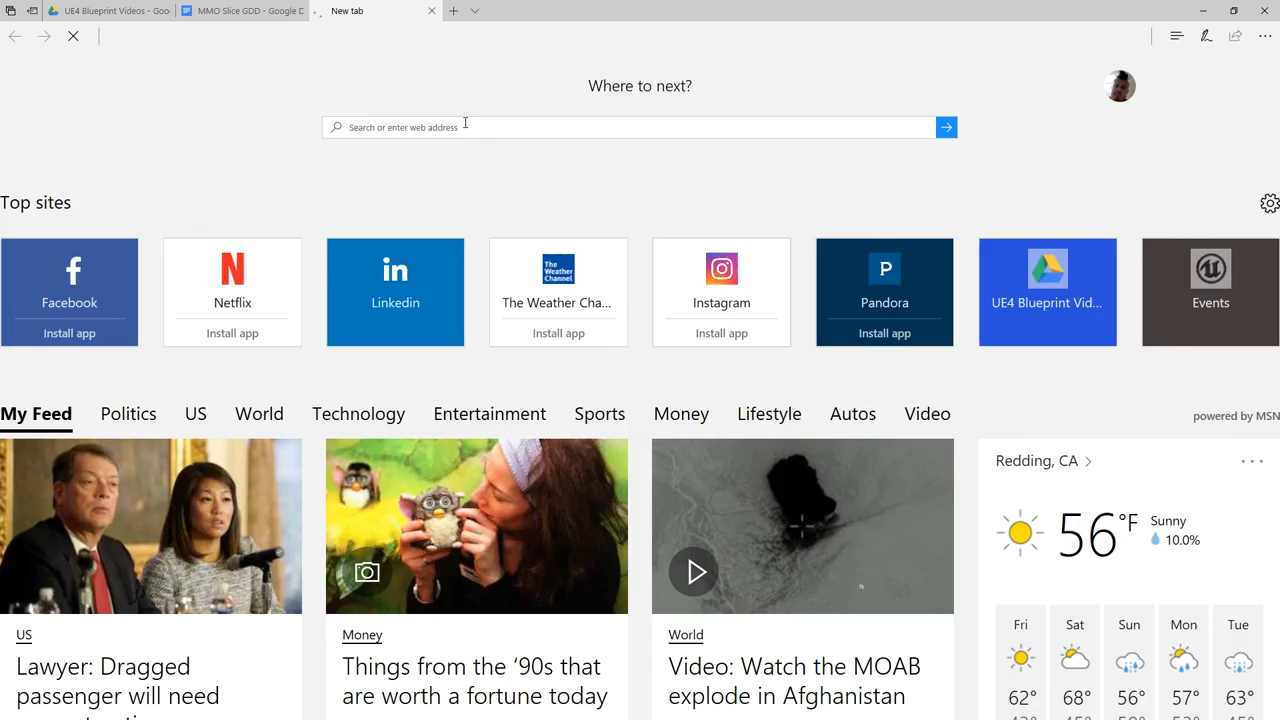 UE4 Blueprint Videos - Goo
MMO Slice GDD - Google D
New tab
Where to next?
Search or enter web address
Top sites
Facebook
Install app
Netflix
Install app
Linkedin
The Weather Channel
The Weather Cha...
Install app
Instagram
Install app
Pandora
Install app
UE4 Blueprint Vid...
Events
My Feed Politics US World Technology Entertainment Sports Money Lifestyle Autos Video
powered by MSN
US
Lawyer: Dragged
passenger will need
Money
Things from the ‘90s that
are worth a fortune today
World
Video: Watch the MOAB
explode in Afghanistan
Redding, CA
56°F
Sunny
10.0%
Fri Sat Sun Mon Tue
62° 68° 56° 57° 63°